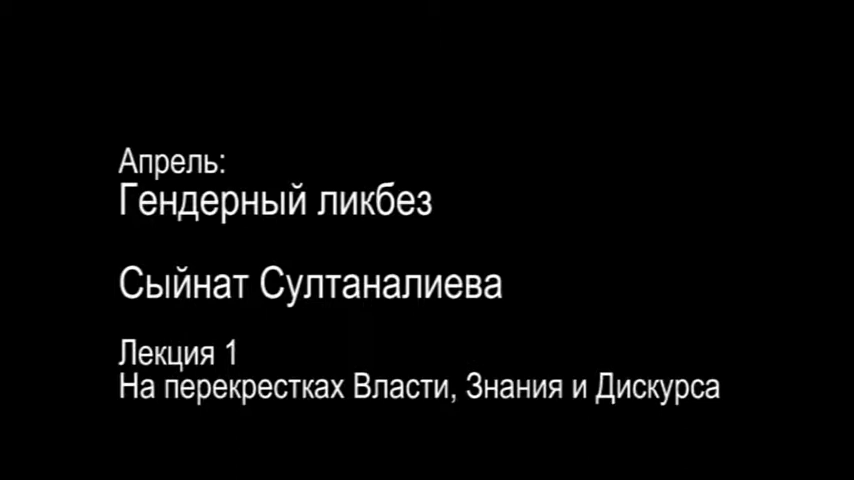 Апрель:
Гендерный ликбез
Сыйнат Султаналиева
Лекция 1
На перекрестках Власти, Знания и Дискурса